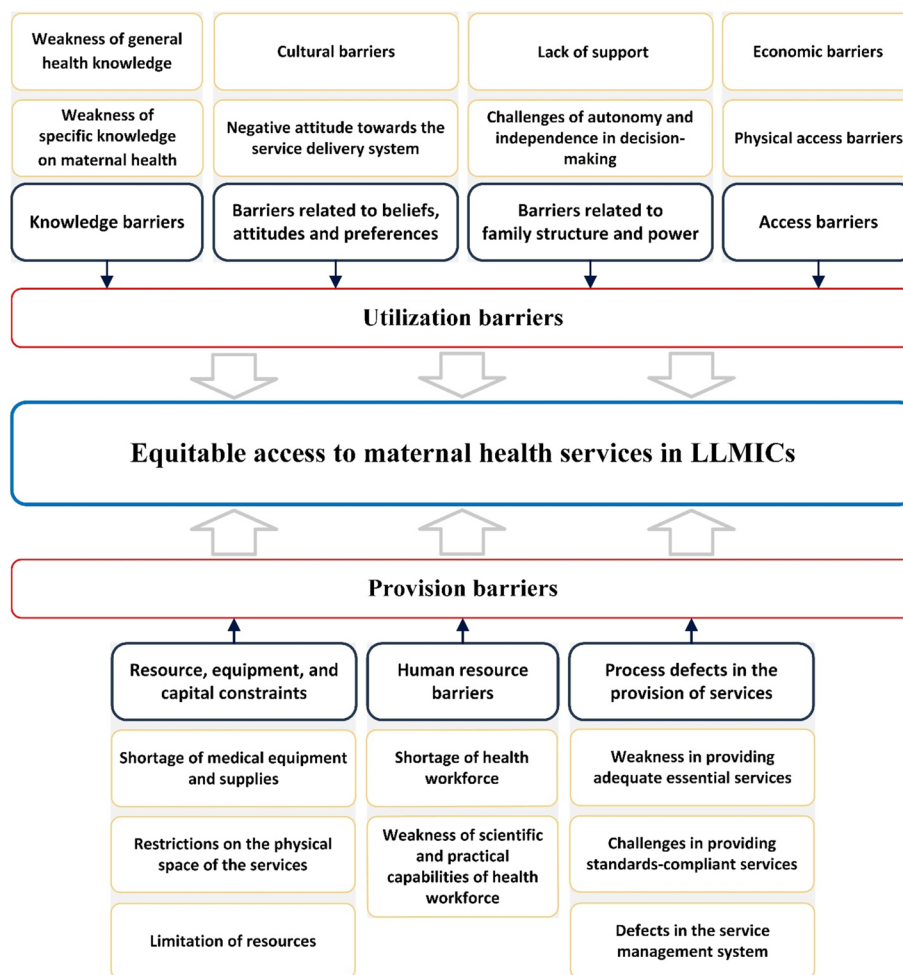 Weakness of general
health knowledge
Cultural barriers
Lack of support
Economic barriers
Weakness of
specific knowledge
on maternal health
Negative attitude towards the
service delivery system
Challenges of autonomy and
independence in decision-
making
Physical access barriers
Knowledge barriers
Barriers related to beliefs,
attitudes and preferences
Barriers related to
family structure and power
Access barriers
Utilization barriers
Equitable access to maternal health services in LLMICs
Provision barriers
Resource, equipment, and
capital constraints
Human resource
barriers
Process defects in the
provision of services
Shortage of medical equipment
and supplies
Shortage of health
workforce
Weakness in providing
adequate essential services
Restrictions on the physical
space of the services
Weakness of scientific
and practical
capabilities of health
workforce
Challenges in providing
standards-compliant services
Limitation of resources
Defects in the service
management system